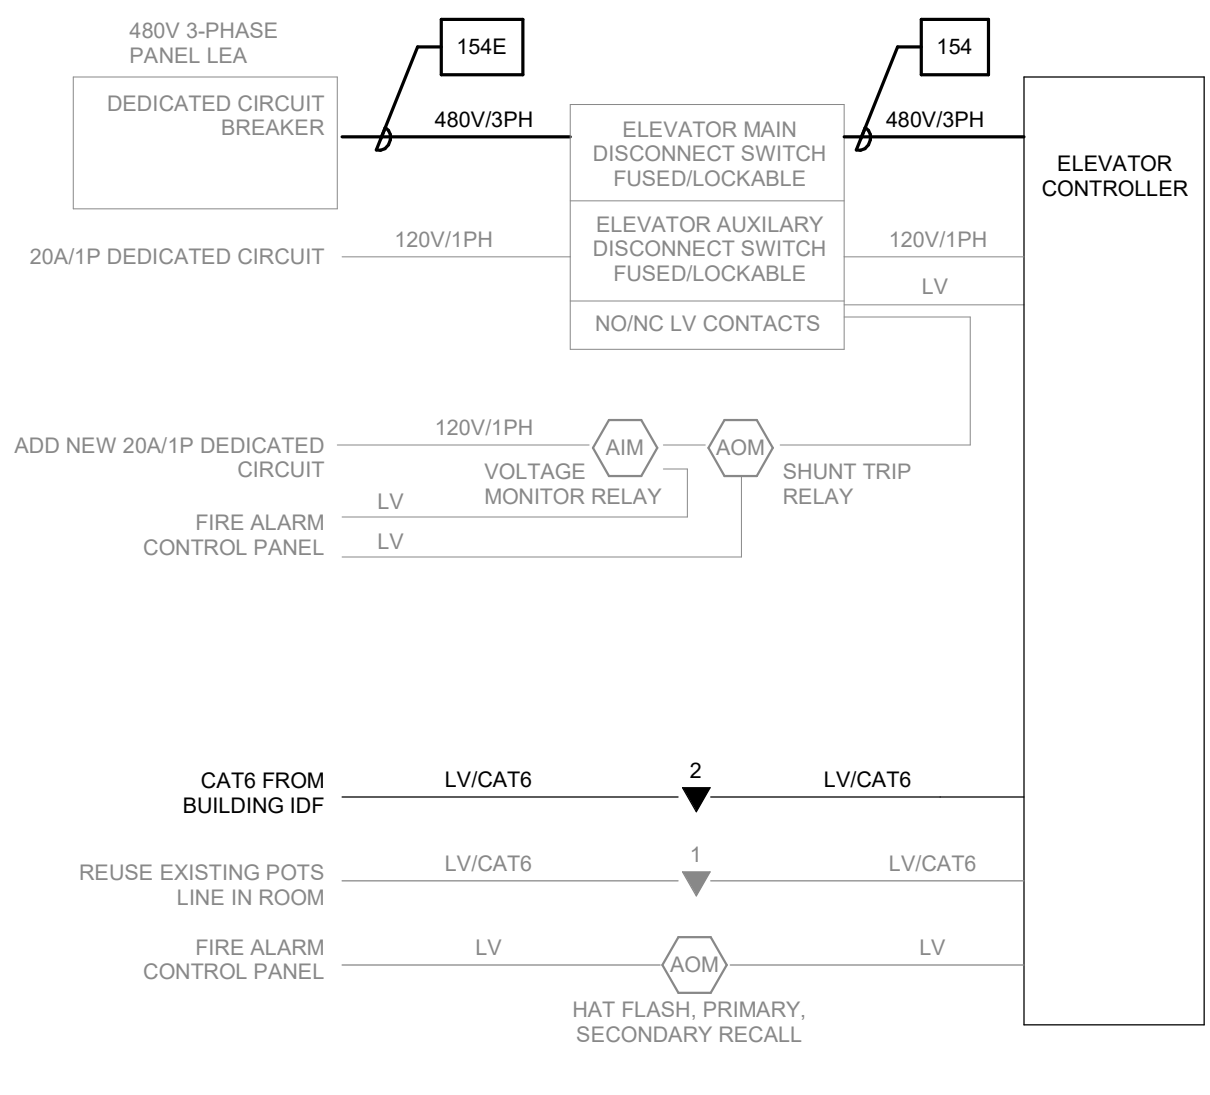 480V 3-PHASE
PANEL LEA
154E
154
DEDICATED CIRCUIT
BREAKER
480V/3PH
ELEVATOR MAIN
DISCONNECT SWITCH
FUSED/LOCKABLE
480V/3PH
ELEVATOR
CONTROLLER
20A/1P DEDICATED CIRCUIT
120V/1PH
ELEVATOR AUXILARY
DISCONNECT SWITCH
FUSED/LOCKABLE
120V/1PH
LV
NO/NC LV CONTACTS
ADD NEW 20A/1P DEDICATED
CIRCUIT
120V/1PH
AIM
AOM
VOLTAGE
MONITOR RELAY
SHUNT TRIP
RELAY
FIRE ALARM
CONTROL PANEL
LV
LV
CAT6 FROM
BUILDING IDF
LV/CAT6
2
LV/CAT6
REUSE EXISTING POTS
LINE IN ROOM
LV/CAT6
1
LV/CAT6
FIRE ALARM
CONTROL PANEL
LV
AOM
LV
HAT FLASH, PRIMARY,
SECONDARY RECALL